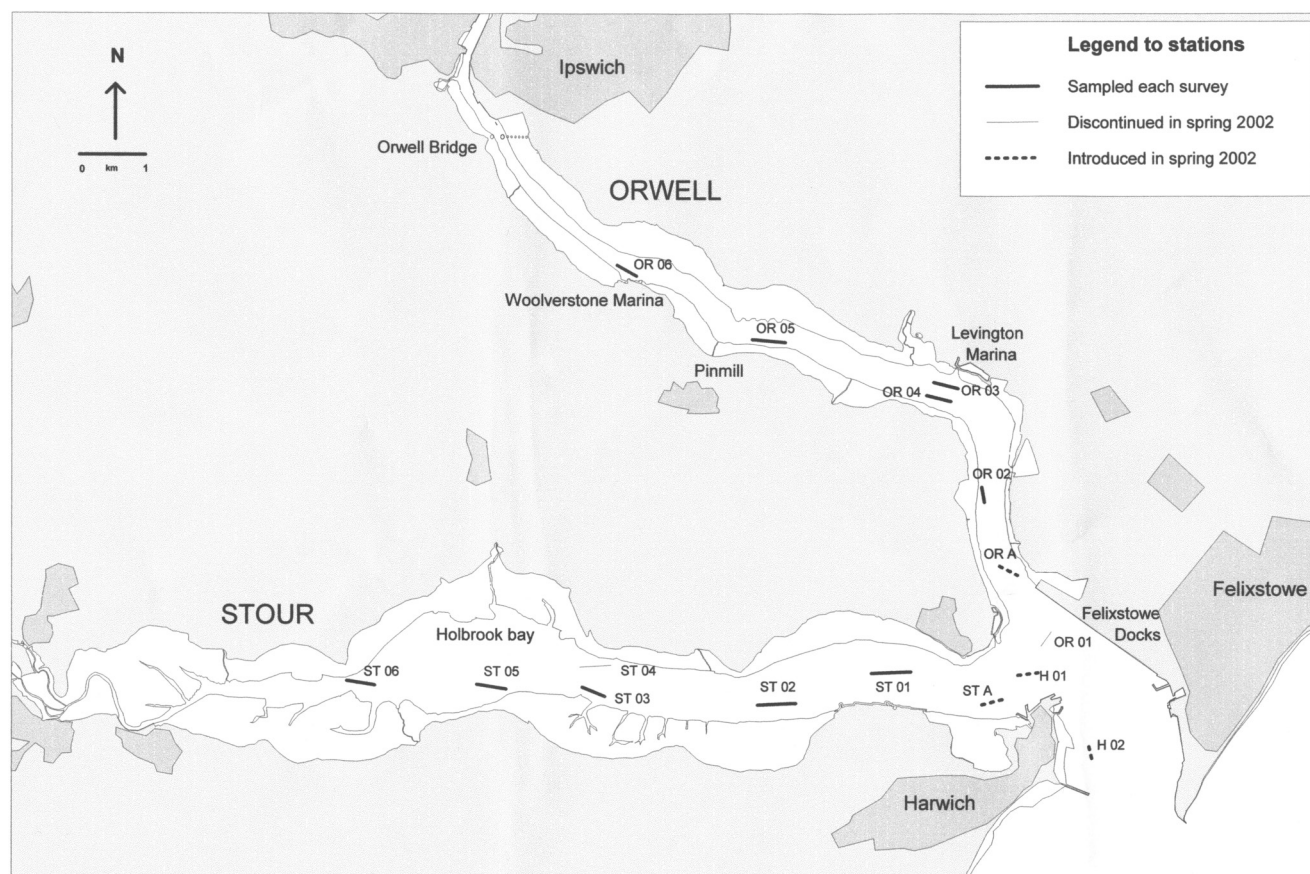 N
0 km 1
Legend to stations
Sampled each survey
Discontinued in spring 2002
Introduced in spring 2002
Ipswich
Orwell Bridge
ORWELL
OR 06
Woolverstone Marina
OR 05
Pinmill
Levington
Marina
OR 04
OR 03
OR 02
OR A
Felixstowe
Felixstowe
Docks
OR 01
STOUR
Holbrook bay
ST 06
ST 05
ST 04
ST 03
ST 02
ST 01
ST A
H 01
H 02
Harwich